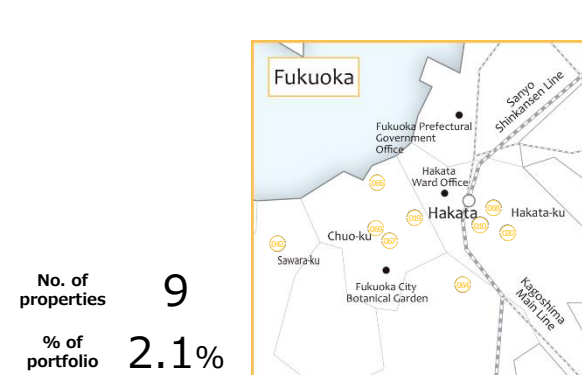 Fukuoka
Sanyo
Shinkansen Line
Fukuoka Prefectural
Government
Office
Hakata
Ward Office
Hakata
Hakata-ku
Chuo-ku
Sawara-ku
Fukuoka City
Botanical Garden
Kagoshima
Main Line
No. of
properties
9
% of
portfolio
2.1%